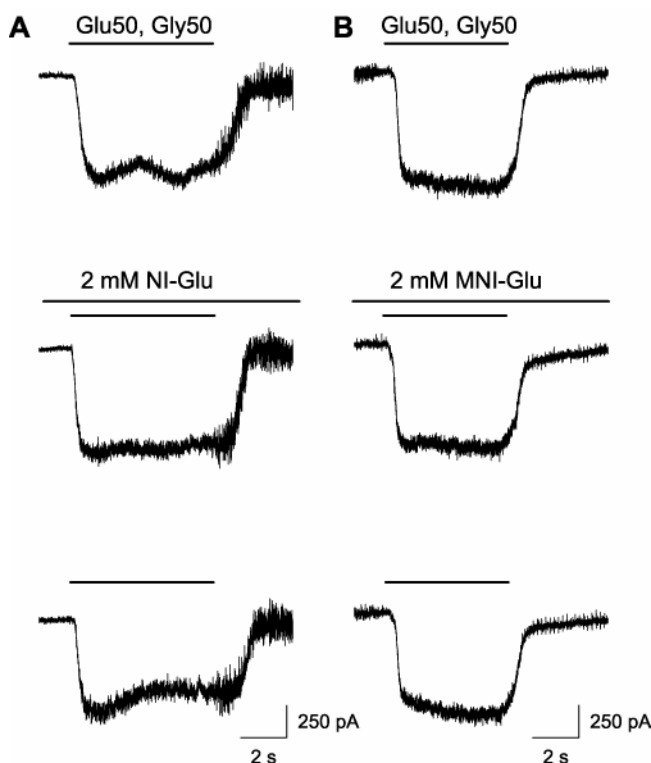 A
Glu50, Gly50
B
Glu50, Gly50
2 mM NI-Glu
2 mM MNI-Glu
250 pA
2 s
250 pA
2 s